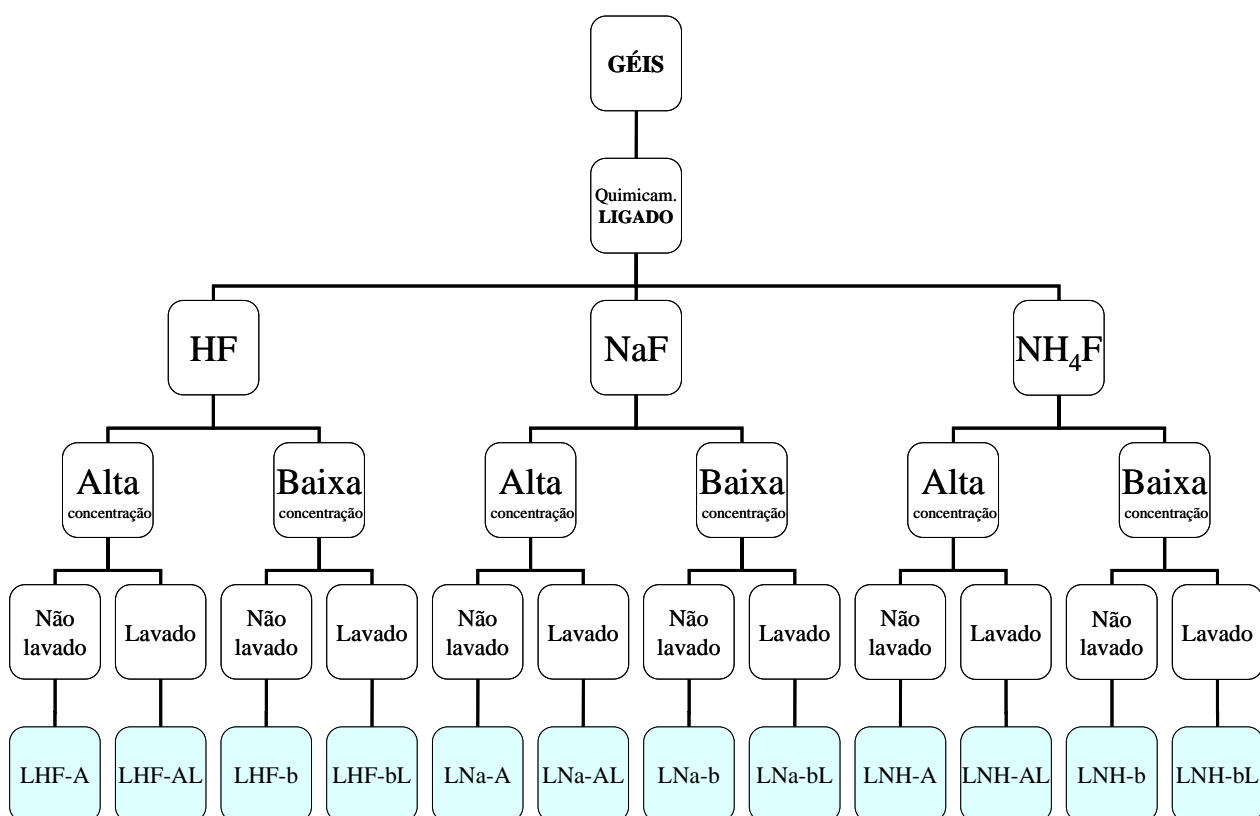 GÉIS
Quimicam.
LIGADO
HF
NaF
NH₄F
Alta
concentração
Baixa
concentração
Alta
concentração
Baixa
concentração
Alta
concentração
Baixa
concentração
Não
lavado
Lavado
Não
lavado
Lavado
Não
lavado
Lavado
Não
lavado
Lavado
Não
lavado
Lavado
Não
lavado
Lavado
LHF-A
LHF-AL
LHF-b
LHF-bL
LNa-A
LNa-AL
LNa-b
LNa-bL
LNH-A
LNH-AL
LNH-b
LNH-bL